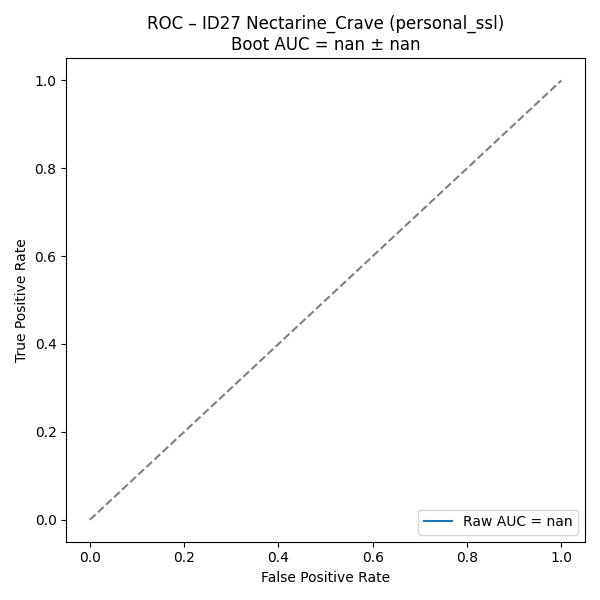 ROC – ID27 Nectarine_Crave (personal_ssl)
Boot AUC = nan ± nan
True Positive Rate
1.0
0.8
0.6
0.4
0.2
0.0
Raw AUC = nan
0.0 0.2 0.4 0.6 0.8 1.0
False Positive Rate